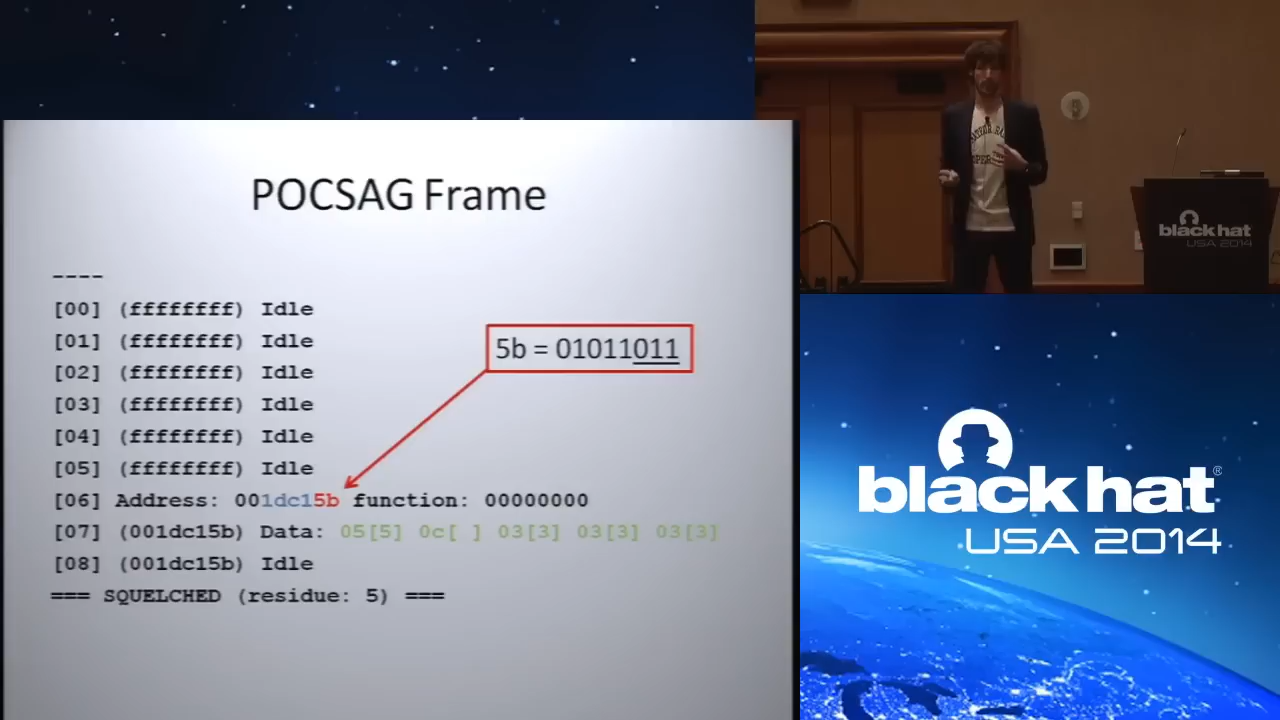 POCSAG Frame
----
[00] (ffffffff) Idle
[01] (ffffffff) Idle
[02] (ffffffff) Idle
[03] (ffffffff) Idle
[04] (ffffffff) Idle
[05] (ffffffff) Idle
[06] Address: 001dc15b function: 00000000
[07] (001dc15b) Data: 05[5] 0c[ ] 03[3] 03[3] 03[3]
[08] (001dc15b) Idle
=== SQUELCHED (residue: 5) ===
5b = 01011011
black hat
USA 2014
black hat®
USA 2014